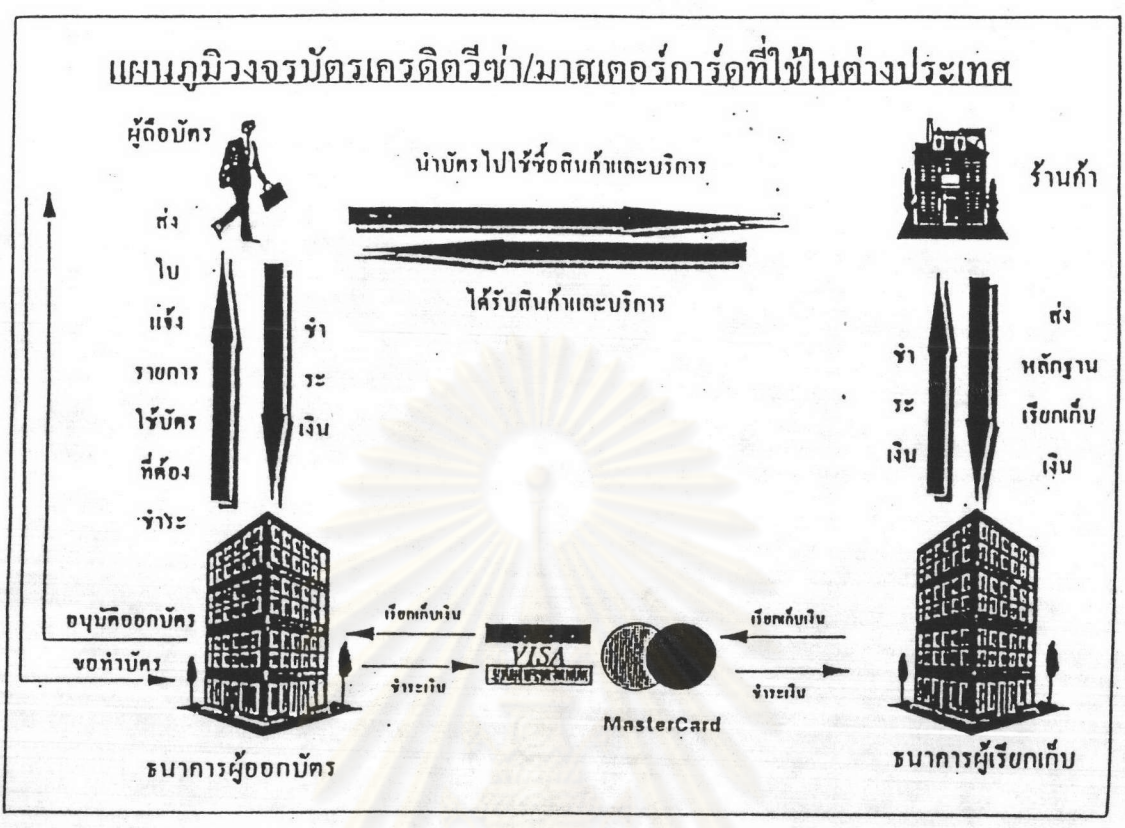 แผนภูมิวงจรบัตรเครดิตวีซ่า/มาสเตอร์การ์ดที่ใช้ในต่างประเทศ
ผู้ถือบัตร
นำบัตรไปใช้ซื้อสินค้าและบริการ
ร้านค้า
ได้รับสินค้าและบริการ
ส่ง
ใบ
แจ้ง
รายการ
ใช้บัตร
ที่ต้อง
ชำระ
ชำ
ระ
เงิน
ชำ
ระ
เงิน
ส่ง
หลักฐาน
เรียกเก็บ
เงิน
อนุมัติออกบัตร
ขอทำบัตร
เรียกเก็บเงิน
ชำระเงิน
VISA
MasterCard
เรียกเก็บเงิน
ชำระเงิน
ธนาคารผู้ออกบัตร
ธนาคารผู้เรียกเก็บ